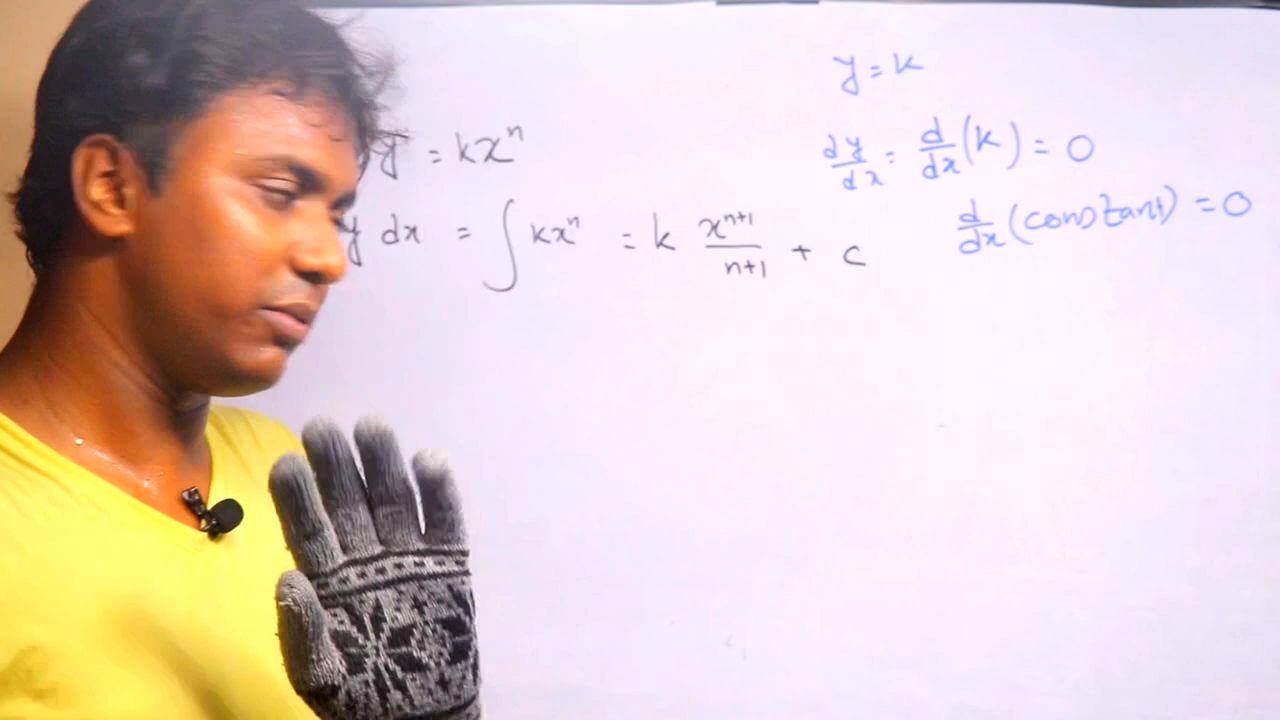 y = kxⁿ
y dx = ∫ kxⁿ = k xⁿ⁺¹/n+1 + c
y = k
dy/dx = d/dx (k) = 0
d/dx (constant) = 0